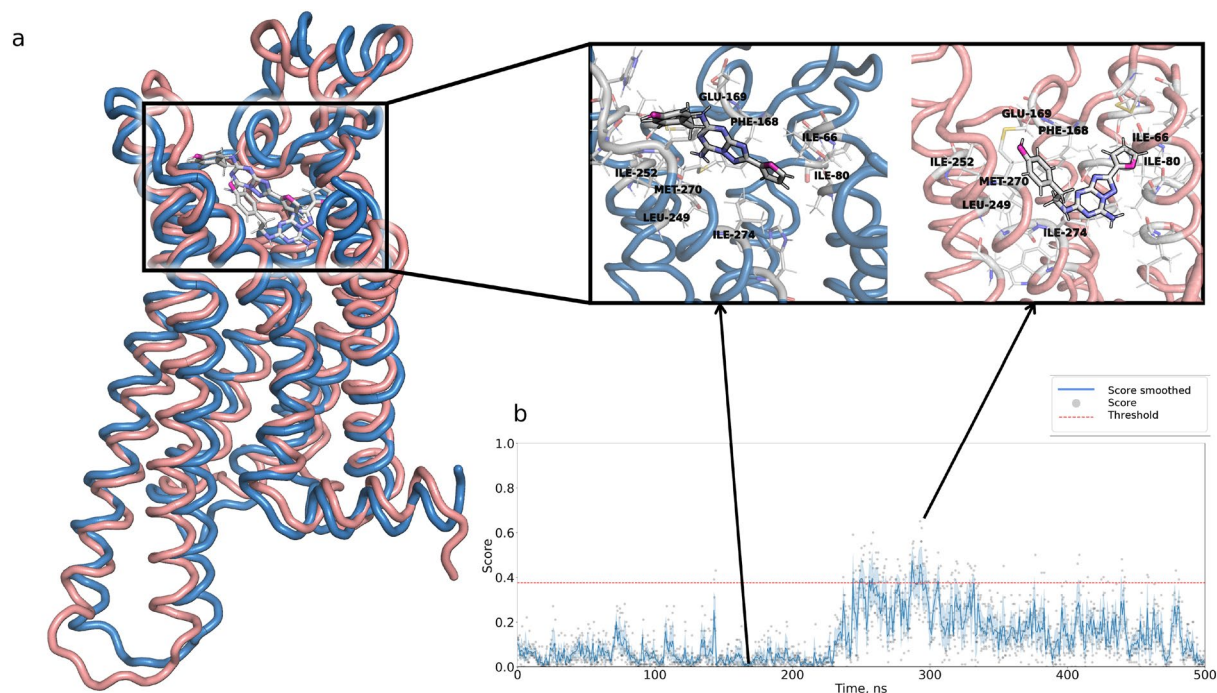 a
GLU-169
PHE-168
ILE-66
ILE-252
MET-270
ILE-80
LEU-249
ILE-274
GLU-169
PHE-168
ILE-66
ILE-252
ILE-80
MET-270
LEU-249
ILE-274
b
Score smoothed
Score
Threshold
1.0
0.8
0.6
0.4
0.2
0.0
Score
0
100
200
300
400
500
Time, ns